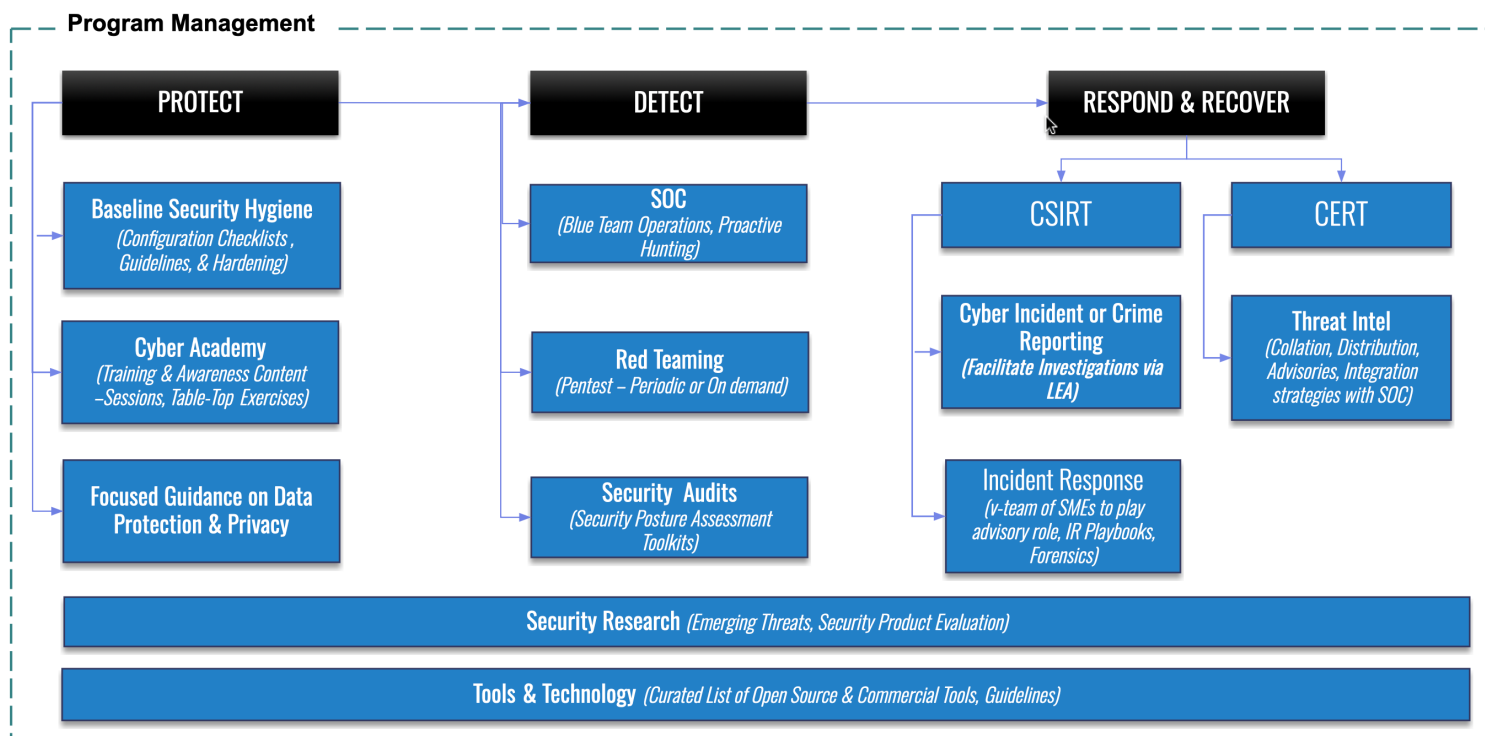 Program Management
PROTECT
DETECT
RESPOND & RECOVER
Baseline Security Hygiene
(Configuration Checklists ,
Guidelines, & Hardening)
Cyber Academy
(Training & Awareness Content
–Sessions, Table-Top Exercises)
Focused Guidance on Data
Protection & Privacy
SOC
(Blue Team Operations, Proactive
Hunting)
Red Teaming
(Pentest – Periodic or On demand)
Security Audits
(Security Posture Assessment
Toolkits)
CSIRT
Cyber Incident or Crime
Reporting
(Facilitate Investigations via
LEA)
Incident Response
(v-team of SMEs to play
advisory role, IR Playbooks,
Forensics)
CERT
Threat Intel
(Collation, Distribution,
Advisories, Integration
strategies with SOC)
Security Research (Emerging Threats, Security Product Evaluation)
Tools & Technology (Curated List of Open Source & Commercial Tools, Guidelines)